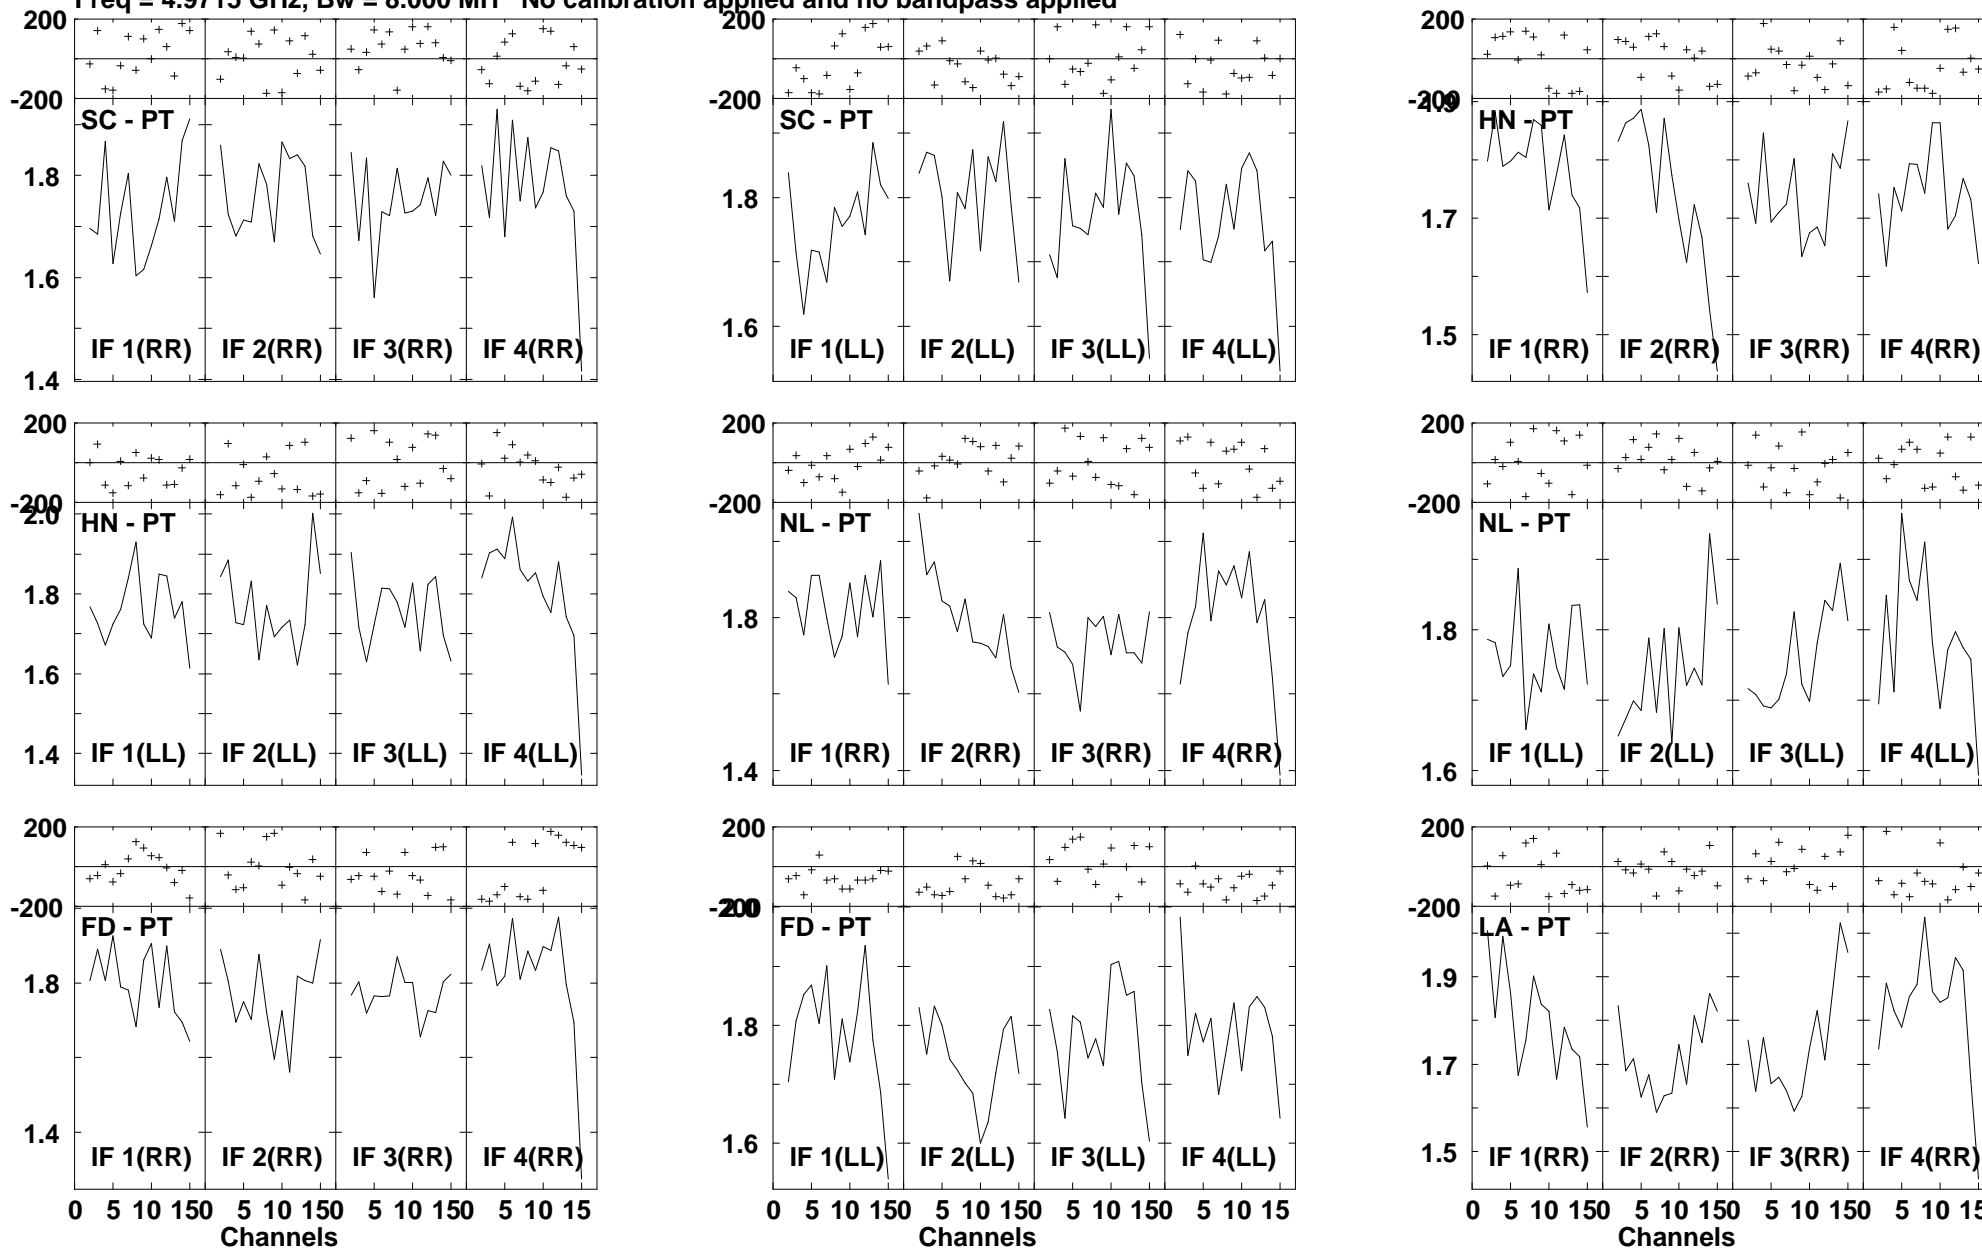 Freq = 4.9715 GHz, Bw = 8.000 MH No calibration applied and no bandpass applied
200 200 200
-200 -200 -200
1.9
SC - PT SC - PT HN - PT
1.8 1.8 1.7
1.6 1.6 1.5
IF 1(RR) IF 2(RR) IF 3(RR) IF 4(RR) IF 1(LL) IF 2(LL) IF 3(LL) IF 4(LL) IF 1(RR) IF 2(RR) IF 3(RR) IF 4(RR)
1.4
200 200 200
-200 -200 -200
2.0
HN - PT NL - PT NL - PT
1.8 1.8 1.8
1.6
IF 1(LL) IF 2(LL) IF 3(LL) IF 4(LL) IF 1(RR) IF 2(RR) IF 3(RR) IF 4(RR) IF 1(LL) IF 2(LL) IF 3(LL) IF 4(LL)
1.4 1.4 1.6
200 200 200
-200 -200 -200
2.0
FD - PT FD - PT LA - PT
1.8 1.8 1.9
1.7
1.4 1.6 1.5
IF 1(RR) IF 2(RR) IF 3(RR) IF 4(RR) IF 1(LL) IF 2(LL) IF 3(LL) IF 4(LL) IF 1(RR) IF 2(RR) IF 3(RR) IF 4(RR)
0 5 10 15 0 5 10 15 0 5 10 15 0 5 10 15 0 5 10 15 0 5 10 15 0 5 10 15 0 5 10 15 0 5 10 15 0 5 10 15 0 5 10 15 0 5 10 15
Channels Channels Channels